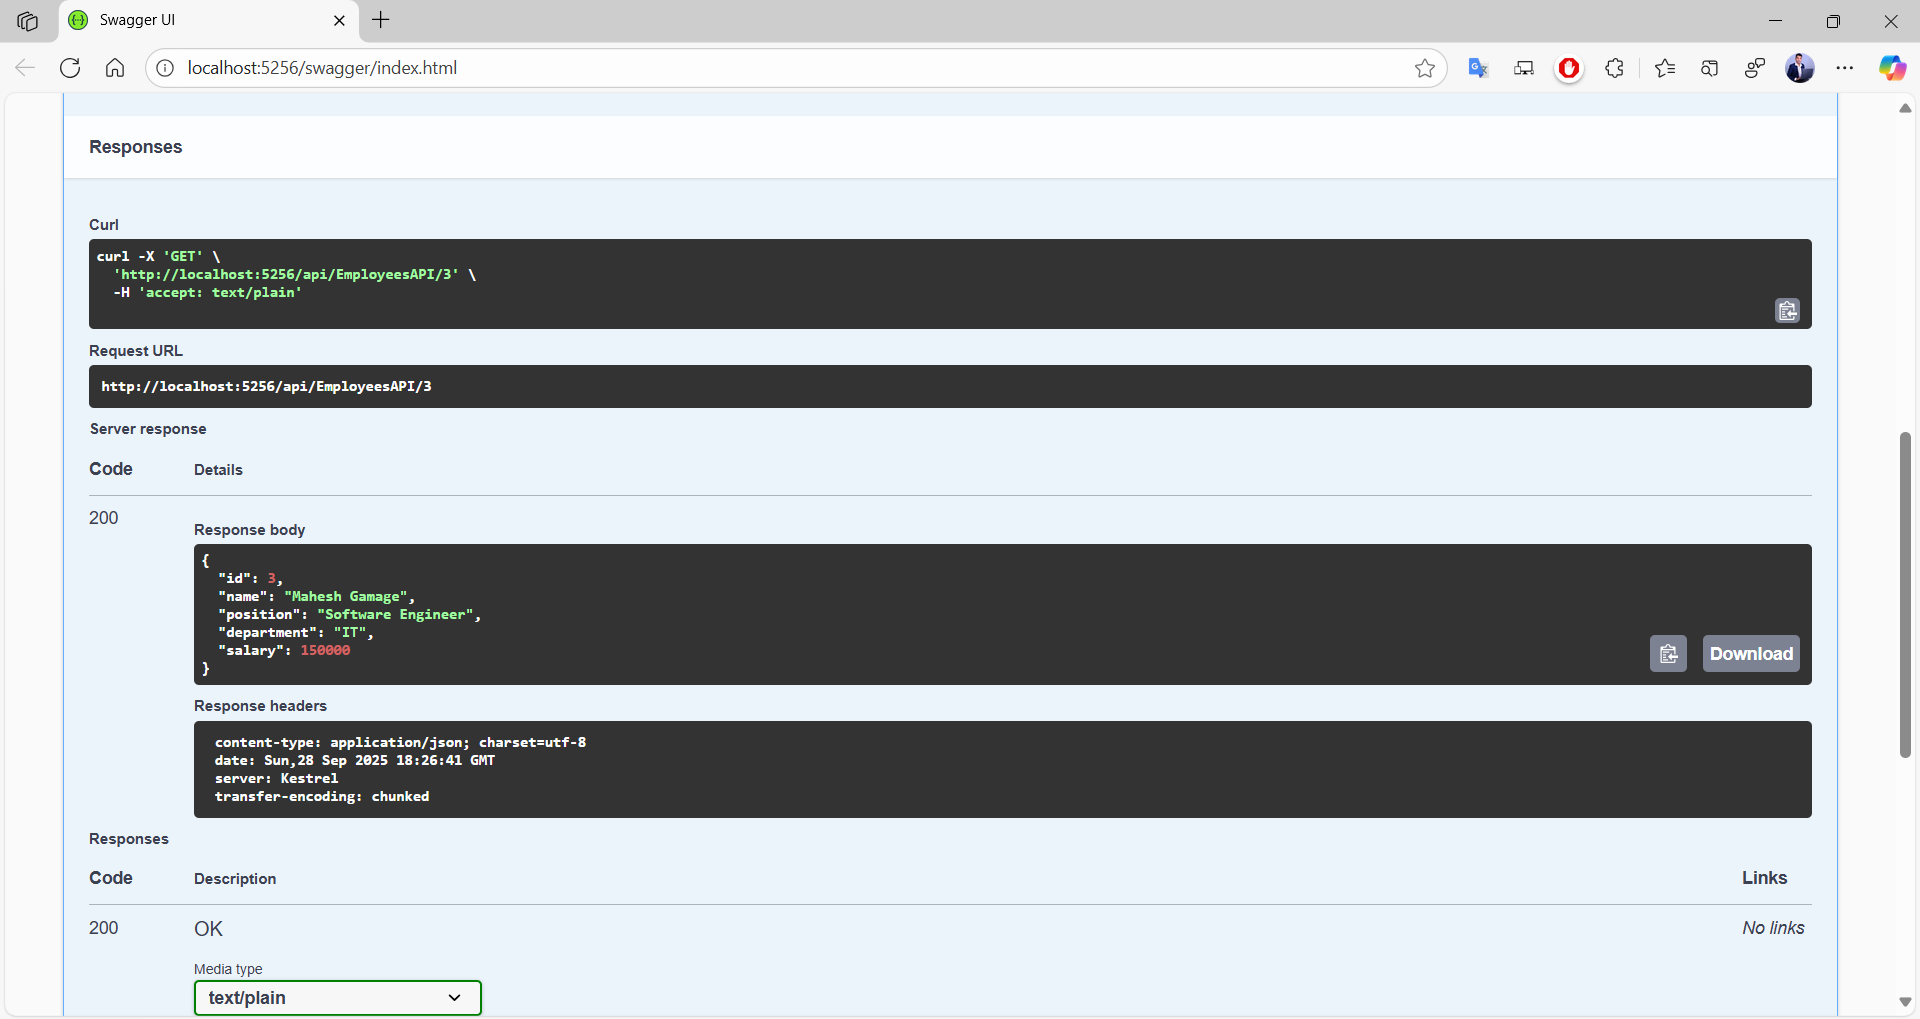 Swagger UI
localhost:5256/swagger/index.html
Responses
Curl
curl -X 'GET' \
'http://localhost:5256/api/EmployeesAPI/3' \
-H 'accept: text/plain'
Request URL
http://localhost:5256/api/EmployeesAPI/3
Server response
Code Details
200
Response body
{
"id": 3,
"name": "Mahesh Gamage",
"position": "Software Engineer",
"department": "IT",
"salary": 150000
}
Download
Response headers
content-type: application/json; charset=utf-8
date: Sun,28 Sep 2025 18:26:41 GMT
server: Kestrel
transfer-encoding: chunked
Responses
Code Description Links
200 OK No links
Media type
text/plain